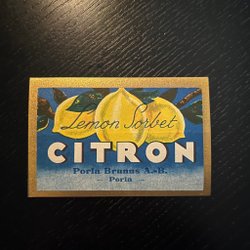 Lemon Sorbet
CITRON
Porla Brunns A.-B.
— Porla —